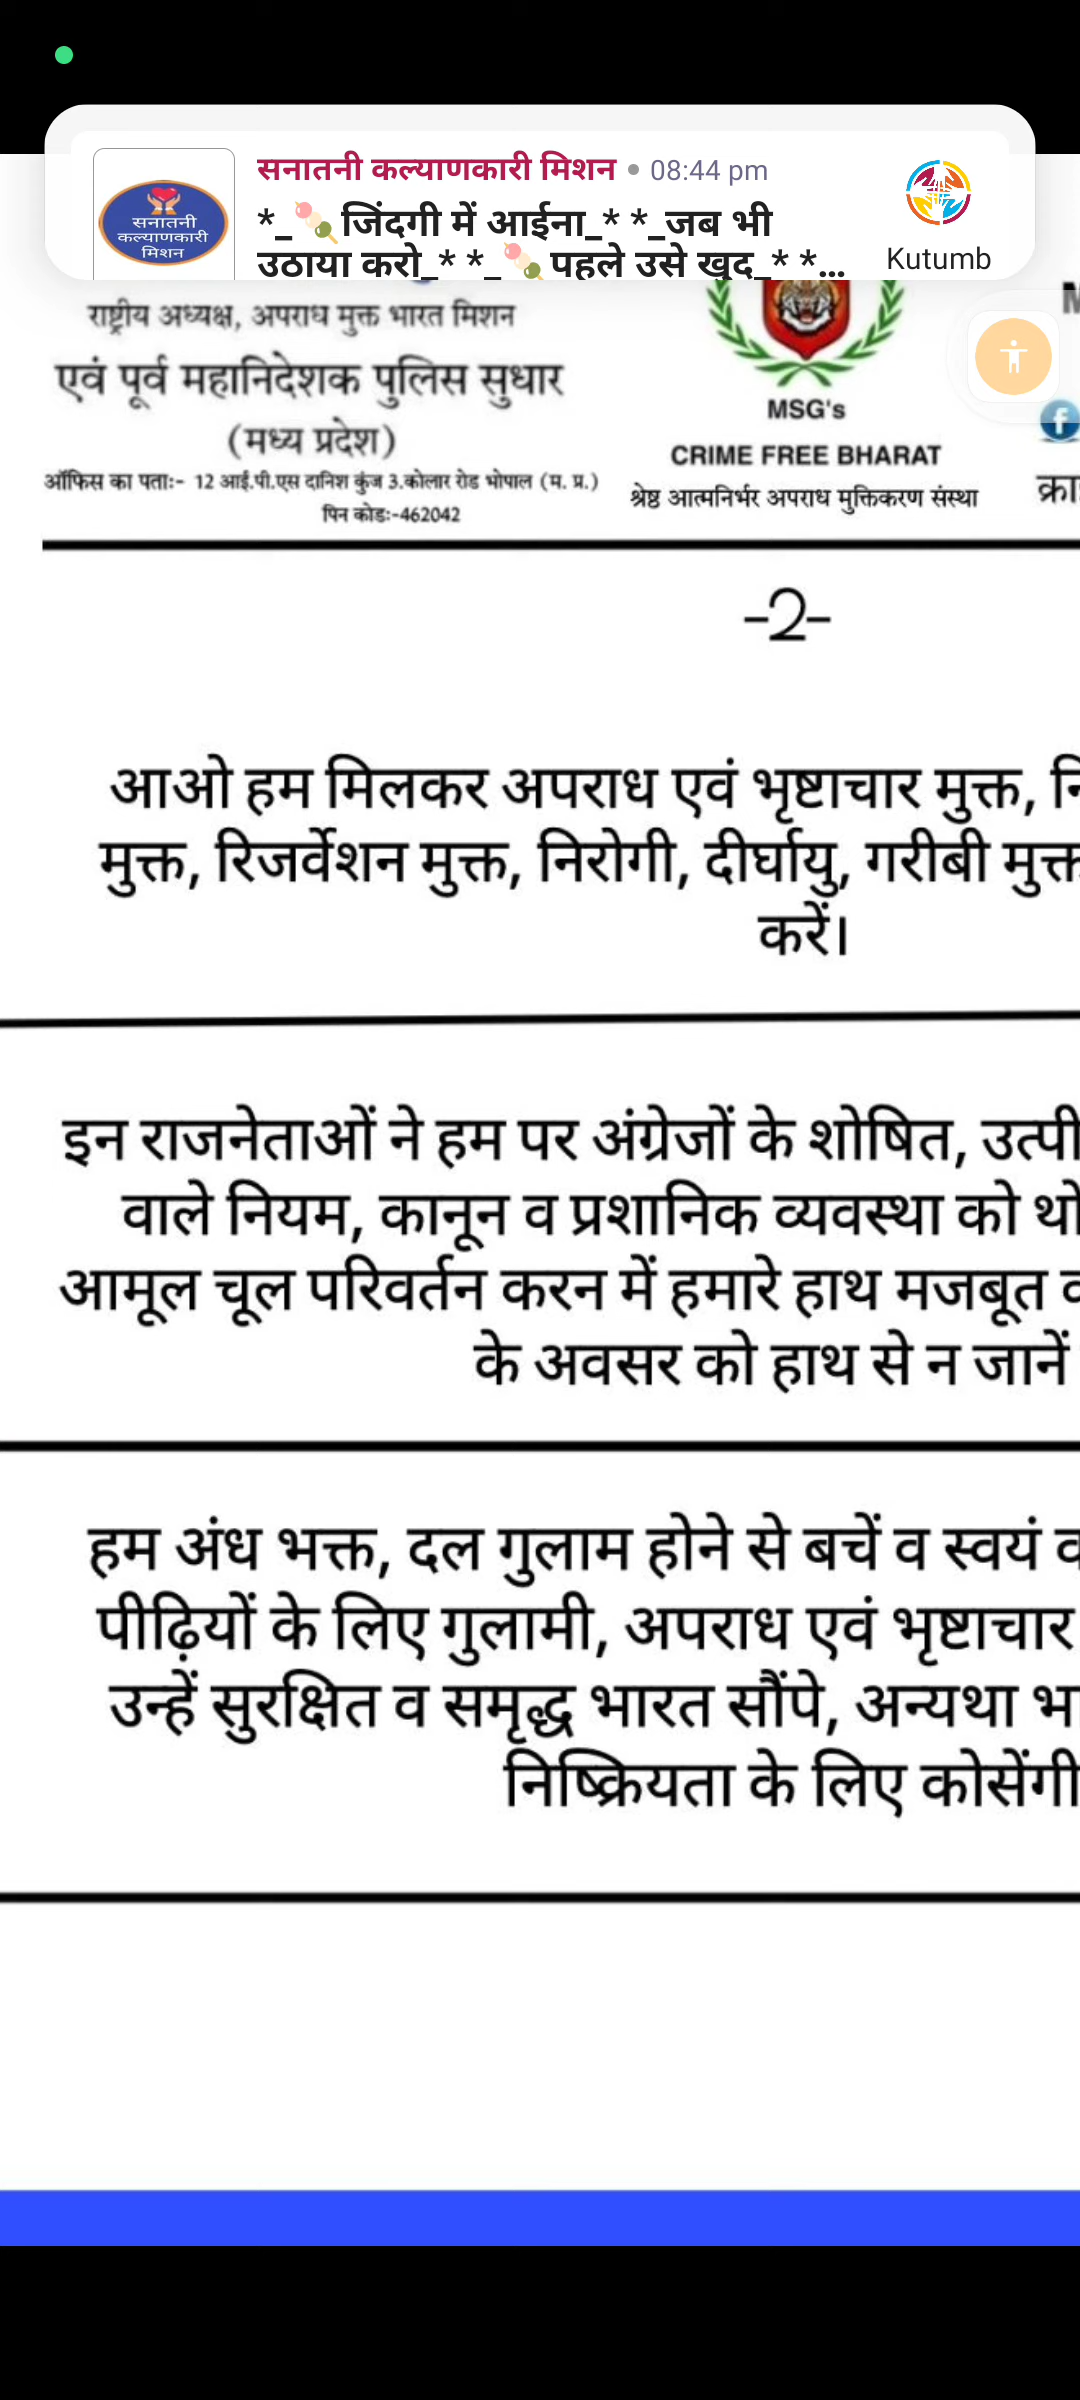 सनातनी कल्याणकारी मिशन • 08:44 pm
*_🍡जिंदगी में आईना_* *_जब भी
उठाया करो_* *_🍡पहले उसे खुद_* *...
Kutumb
सनातनी
कल्याणकारी
मिशन
राष्ट्रीय अध्यक्ष, अपराध मुक्त भारत मिशन
एवं पूर्व महानिदेशक पुलिस सुधार
(मध्य प्रदेश)
ऑफिस का पताः- 12 आई.पी.एस दानिश कुंज 3.कोलार रोड भोपाल (म. प्र.)
पिन कोडः-462042
MSG's
CRIME FREE BHARAT
श्रेष्ठ आत्मनिर्भर अपराध मुक्तिकरण संस्था
-2-
आओ हम मिलकर अपराध एवं भृष्टाचार मुक्त,
मुक्त, रिजर्वेशन मुक्त, निरोगी, दीर्घायु, गरीबी मुक्त
करें।
इन राजनेताओं ने हम पर अंग्रेजों के शोषित,
वाले नियम, कानून व प्रशानिक व्यवस्था को
आमूल चूल परिवर्तन करन में हमारे हाथ मजबूत
के अवसर को हाथ से न जानें
हम अंध भक्त, दल गुलाम होने से बचें व स्वयं
पीढ़ियों के लिए गुलामी, अपराध एवं भृष्टाचार
उन्हें सुरक्षित व समृद्ध भारत सौंपे, अन्यथा
निष्क्रियता के लिए कोसेंगी